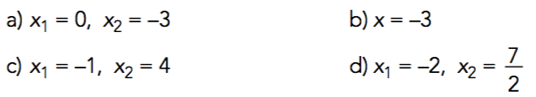 a) x₁ = 0, x₂ = –3 b) x = –3
c) x₁ = –1, x₂ = 4 d) x₁ = –2, x₂ = 7/2